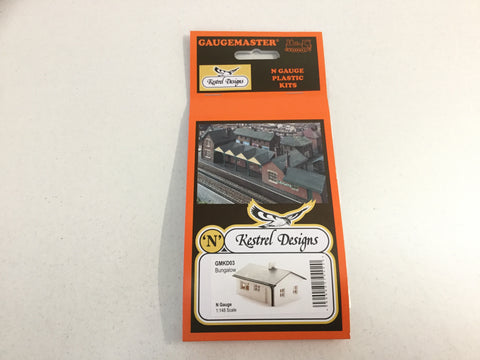 GAUGEMASTER®
Kestrel Designs
N GAUGE
PLASTIC
KITS
'N'
Kestrel Designs
GMKD03
Bungalow
N Gauge
1:148 Scale